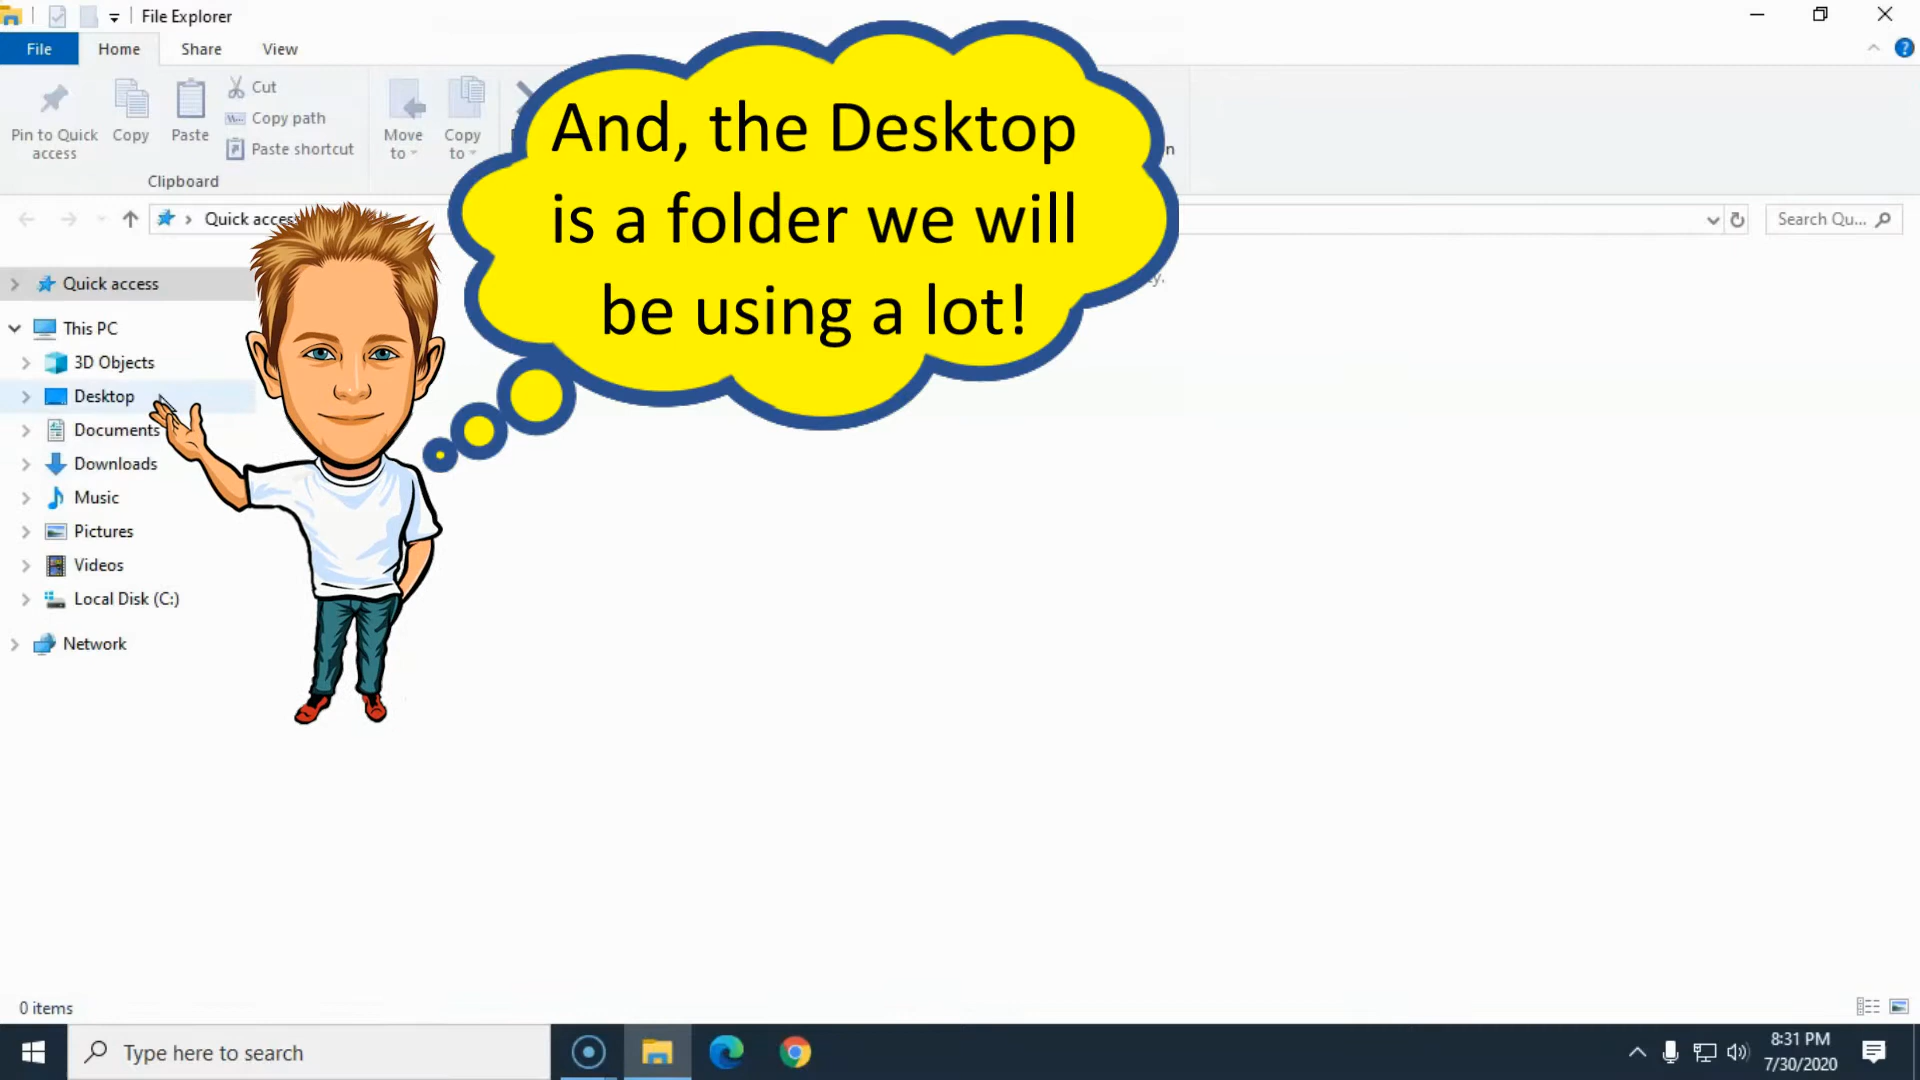 File Explorer
File Home Share View
Pin to Quick access
Copy
Paste
Cut
Copy path
Paste shortcut
Move to
Copy to
Clipboard
And, the Desktop
is a folder we will
be using a lot!
Quick access
Search Qu...
Quick access
This PC
3D Objects
Desktop
Documents
Downloads
Music
Pictures
Videos
Local Disk (C:)
Network
0 items
Type here to search
8:31 PM
7/30/2020